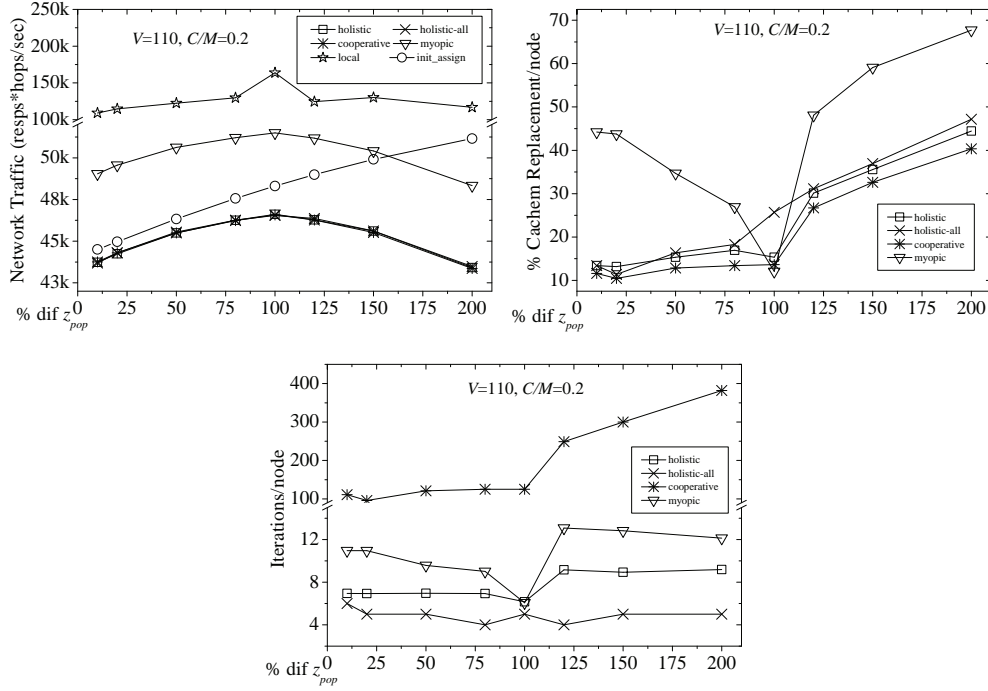 V=110, C/M=0.2
holistic
holistic-all
cooperative
myopic
local
init_assign
Network Traffic (resps*hops/sec)
250k
225k
200k
175k
150k
125k
100k
50k
48k
45k
43k
0 25 50 75 100 125 150 175 200
% dif z_pop
V=110, C/M=0.2
holistic
holistic-all
cooperative
myopic
% Cachem Replacement/node
70
60
50
40
30
20
10
0 25 50 75 100 125 150 175 200
% dif z_pop
V=110, C/M=0.2
holistic
holistic-all
cooperative
myopic
Iterations/node
400
300
200
100
12
8
4
0 25 50 75 100 125 150 175 200
% dif z_pop